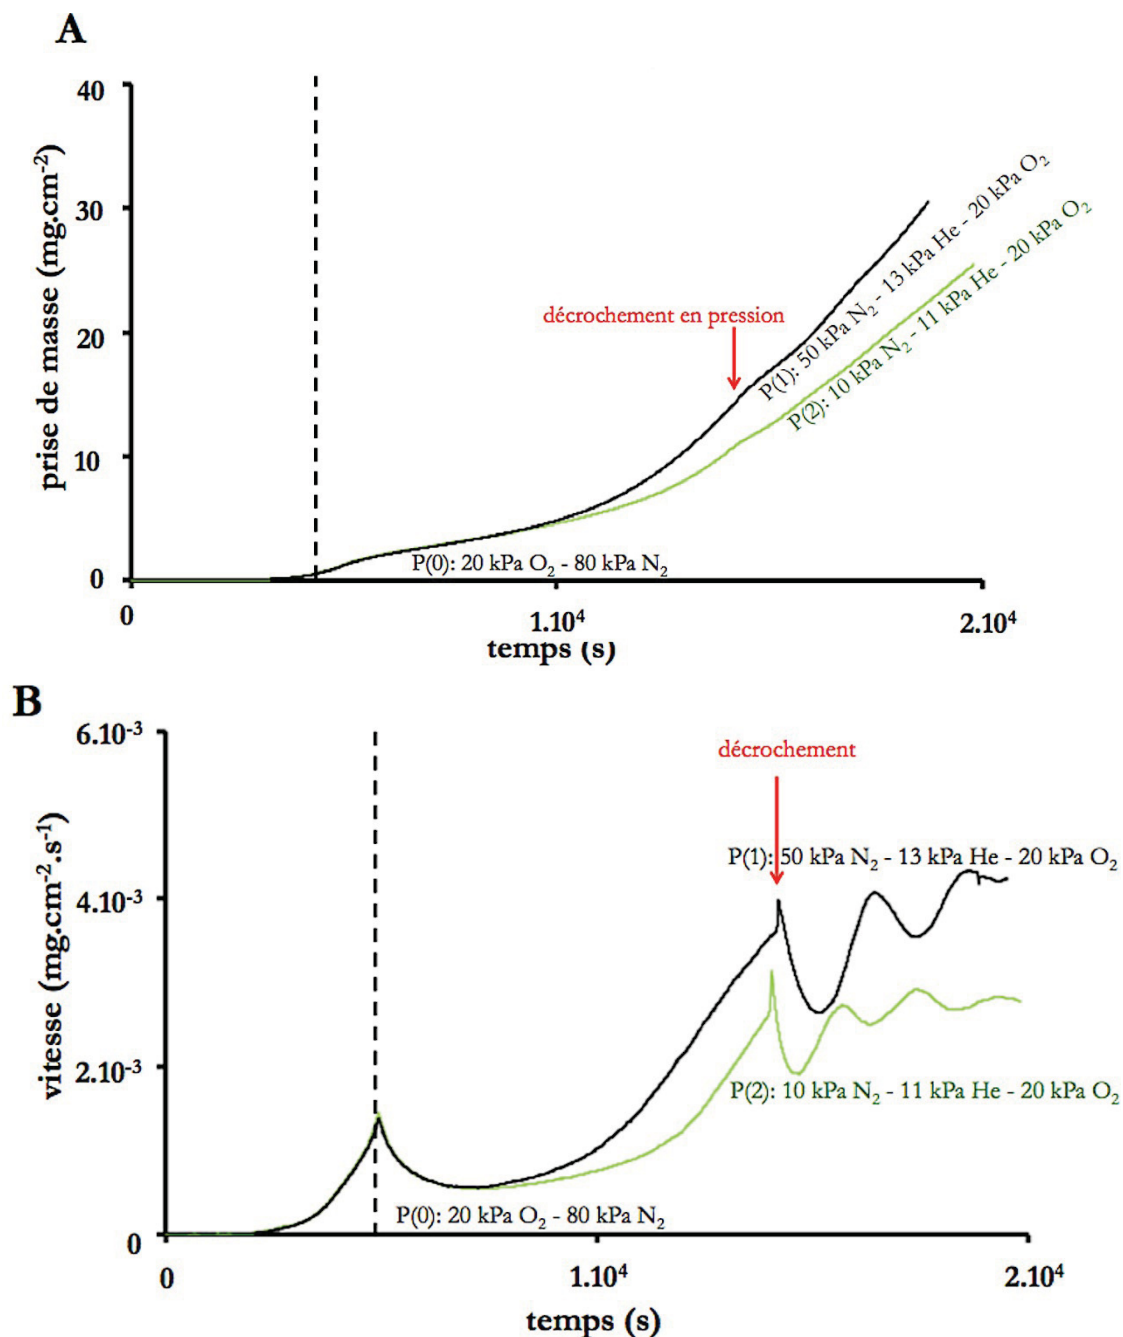 A
prise de masse (mg.cm⁻²)
40
30
20
10
0
décrochement en pression
P(1): 50 kPa N₂ - 13 kPa He - 20 kPa O₂
P(2): 10 kPa N₂ - 11 kPa He - 20 kPa O₂
P(0): 20 kPa O₂ - 80 kPa N₂
0
1.10⁴
2.10⁴
temps (s)
B
vitesse (mg.cm⁻².s⁻¹)
6.10⁻³
4.10⁻³
2.10⁻³
0
décrochement
P(1): 50 kPa N₂ - 13 kPa He - 20 kPa O₂
P(2): 10 kPa N₂ - 11 kPa He - 20 kPa O₂
P(0): 20 kPa O₂ - 80 kPa N₂
0
1.10⁴
2.10⁴
temps (s)